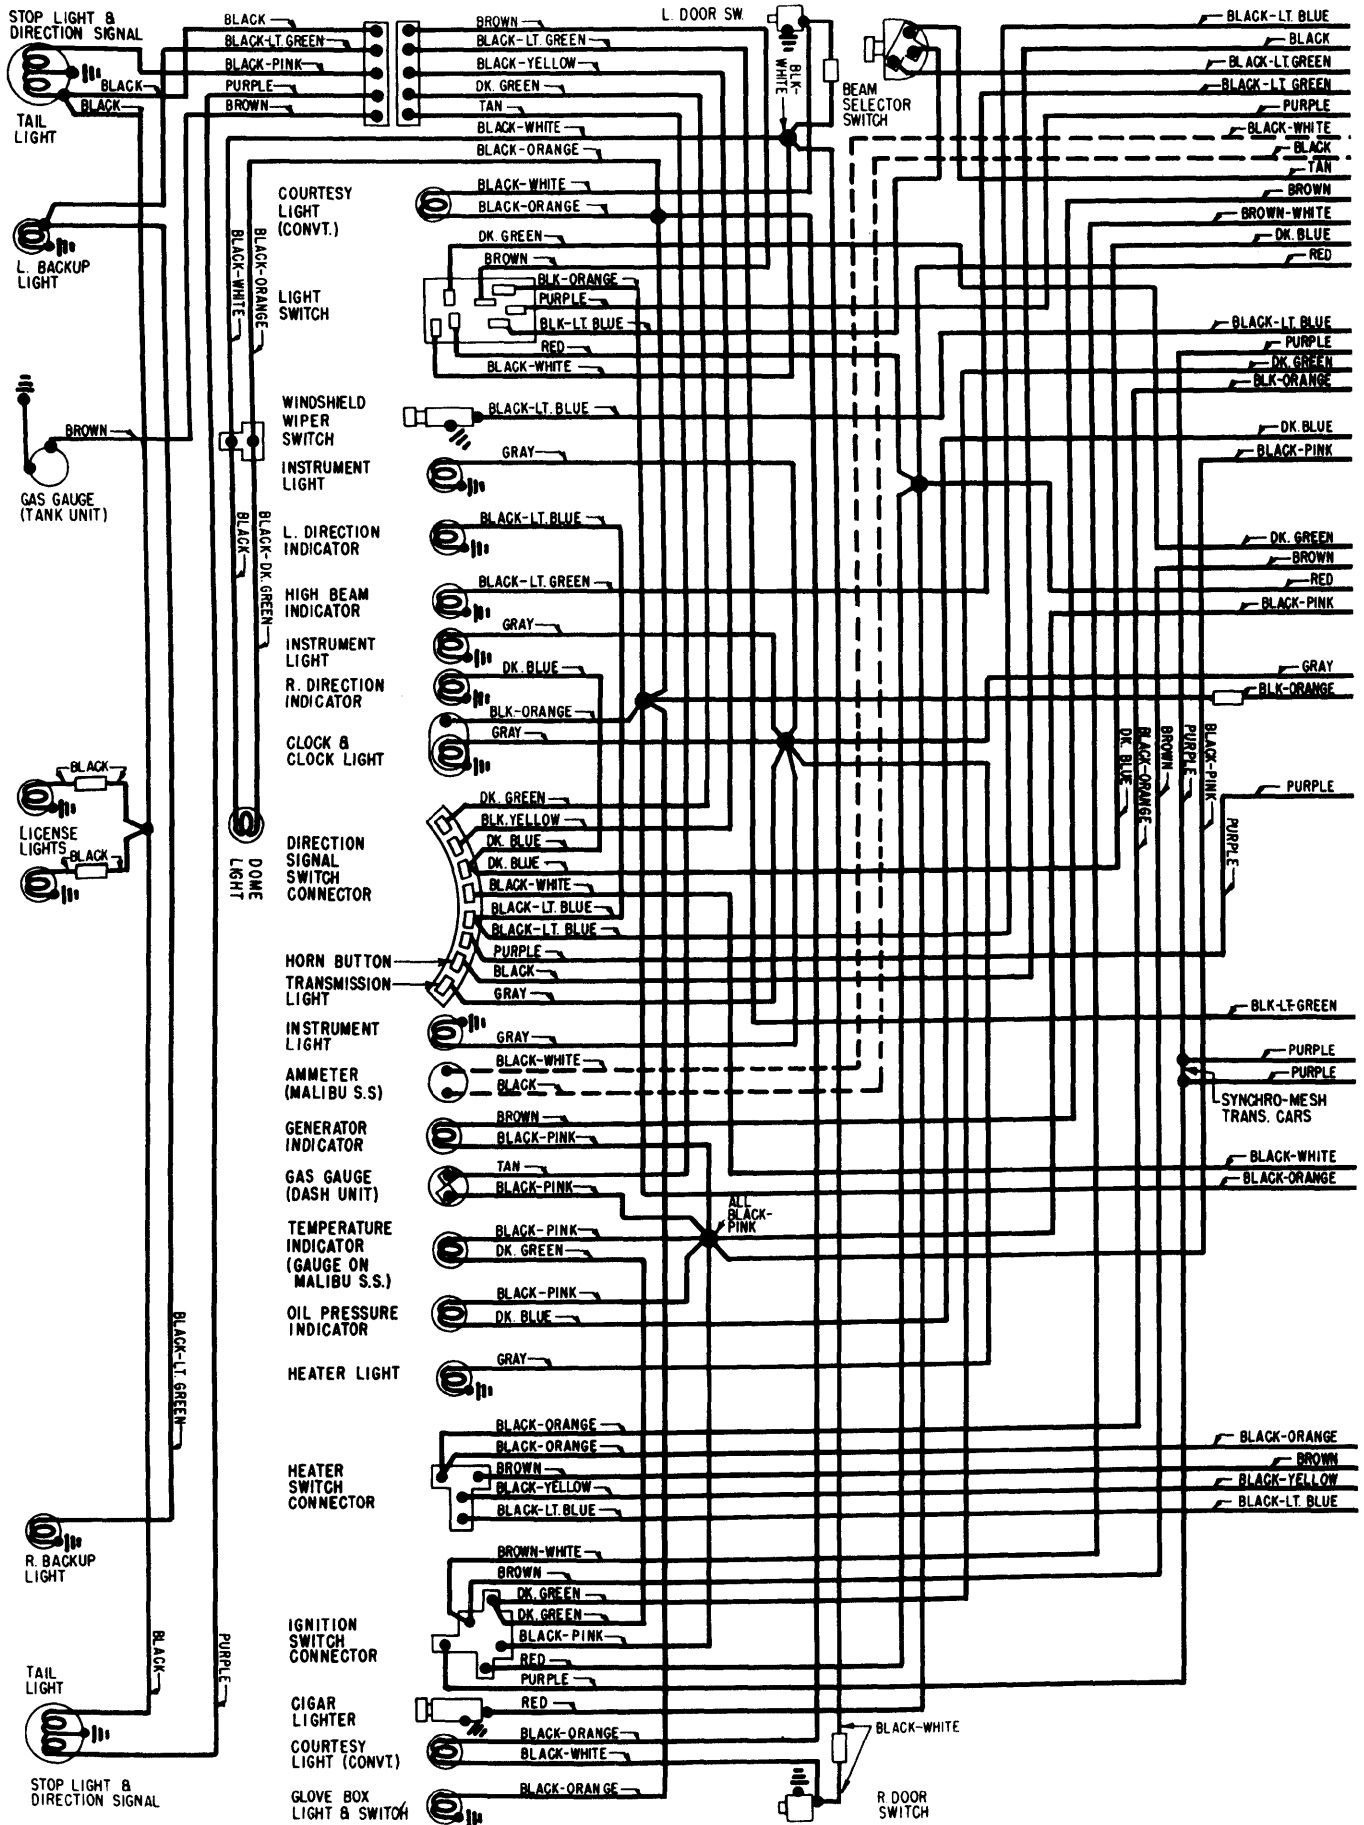 STOP LIGHT &
DIRECTION SIGNAL
TAIL
LIGHT
BLACK
BLACK-LT. GREEN
BLACK-PINK
PURPLE
BROWN
BLACK
BLACK
BROWN
BLACK-LT. GREEN
BLACK-YELLOW
DK. GREEN
TAN
BLACK-WHITE
BLACK-ORANGE
L. DOOR SW.
BLK-
WHITE
BEAM
SELECTOR
SWITCH
BLACK-LT. BLUE
BLACK
BLACK-LT.GREEN
BLACK-LT. GREEN
PURPLE
BLACK-WHITE
BLACK
TAN
BROWN
BROWN-WHITE
DK.BLUE
RED
BLACK-LT. BLUE
PURPLE
DK. GREEN
BLK-ORANGE
DK.BLUE
BLACK-PINK
DK. GREEN
BROWN
RED
BLACK-PINK
GRAY
BLK-ORANGE
PURPLE
L. BACKUP
LIGHT
BLACK-WHITE
BLACK-ORANGE
BROWN
GAS GAUGE
(TANK UNIT)
BLACK
BLACK-DK. GREEN
BLACK
LICENSE
LIGHTS
BLACK
DOME
LIGHT
COURTESY
LIGHT
(CONVT.)
BLACK-WHITE
BLACK-ORANGE
LIGHT
SWITCH
DK. GREEN
BROWN
BLK-ORANGE
PURPLE
BLK-LT. BLUE
RED
BLACK-WHITE
WINDSHIELD
WIPER
SWITCH
BLACK-LT. BLUE
INSTRUMENT
LIGHT
GRAY
L. DIRECTION
INDICATOR
BLACK-LT. BLUE
HIGH BEAM
INDICATOR
BLACK-LT. GREEN
INSTRUMENT
LIGHT
GRAY
R. DIRECTION
INDICATOR
DK. BLUE
CLOCK &
CLOCK LIGHT
BLK-ORANGE
GRAY
DIRECTION
SIGNAL
SWITCH
CONNECTOR
DK. GREEN
BLK.YELLOW
DK. BLUE
DK. BLUE
BLACK-WHITE
BLACK-LT. BLUE
BLACK-LT. BLUE
PURPLE
BLACK
GRAY
HORN BUTTON
TRANSMISSION
LIGHT
DK. BLUE
BLACK-ORANGE
BROWN
PURPLE
BLACK-PINK
PURPLE
INSTRUMENT
LIGHT
GRAY
BLK-LT-GREEN
AMMETER
(MALIBU S.S)
BLACK-WHITE
BLACK
PURPLE
PURPLE
SYNCHRO-MESH
TRANS. CARS
GENERATOR
INDICATOR
BROWN
BLACK-PINK
GAS GAUGE
(DASH UNIT)
TAN
BLACK-PINK
BLACK-WHITE
BLACK-ORANGE
ALL
BLACK-
PINK
TEMPERATURE
INDICATOR
(GAUGE ON
MALIBU S.S.)
BLACK-PINK
DK. GREEN
OIL PRESSURE
INDICATOR
BLACK-PINK
DK. BLUE
BLACK-LT. GREEN
HEATER LIGHT
GRAY
HEATER
SWITCH
CONNECTOR
BLACK-ORANGE
BLACK-ORANGE
BROWN
BLACK-YELLOW
BLACK-LT.BLUE
BLACK-ORANGE
BROWN
BLACK-YELLOW
BLACK-LT. BLUE
R. BACKUP
LIGHT
BROWN-WHITE
BROWN
DK. GREEN
DK. GREEN
BLACK-PINK
RED
PURPLE
IGNITION
SWITCH
CONNECTOR
BLACK
PURPLE
TAIL
LIGHT
STOP LIGHT &
DIRECTION SIGNAL
CIGAR
LIGHTER
RED
COURTESY
LIGHT (CONVT.)
BLACK-ORANGE
BLACK-WHITE
BLACK-WHITE
GLOVE BOX
LIGHT & SWITCH
BLACK-ORANGE
R. DOOR
SWITCH